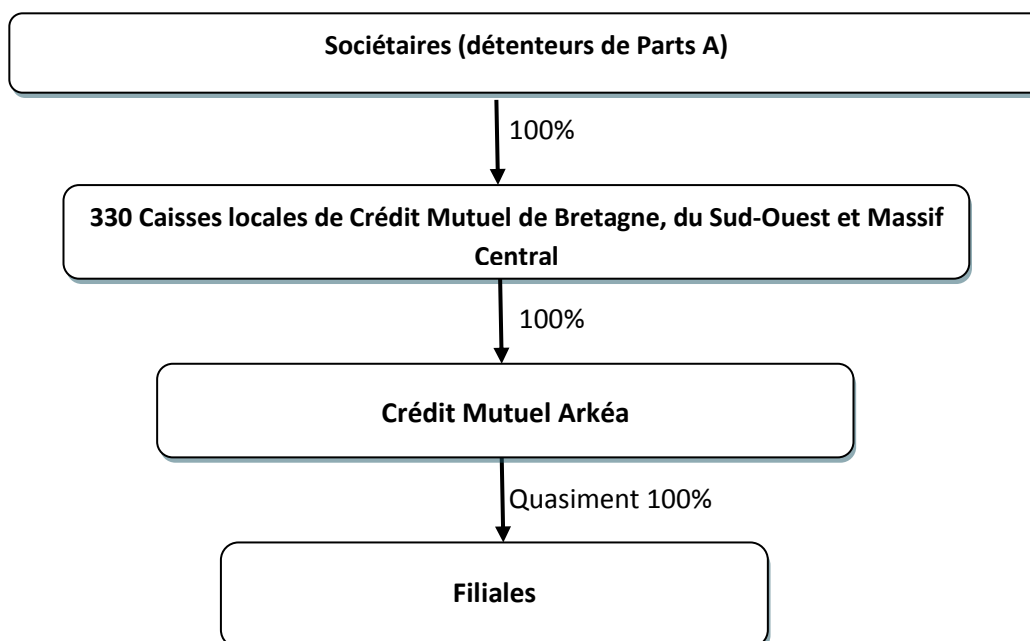 Sociétaires (détenteurs de Parts A)
100%
330 Caisses locales de Crédit Mutuel de Bretagne, du Sud-Ouest et Massif
Central
100%
Crédit Mutuel Arkéa
Quasiment 100%
Filiales